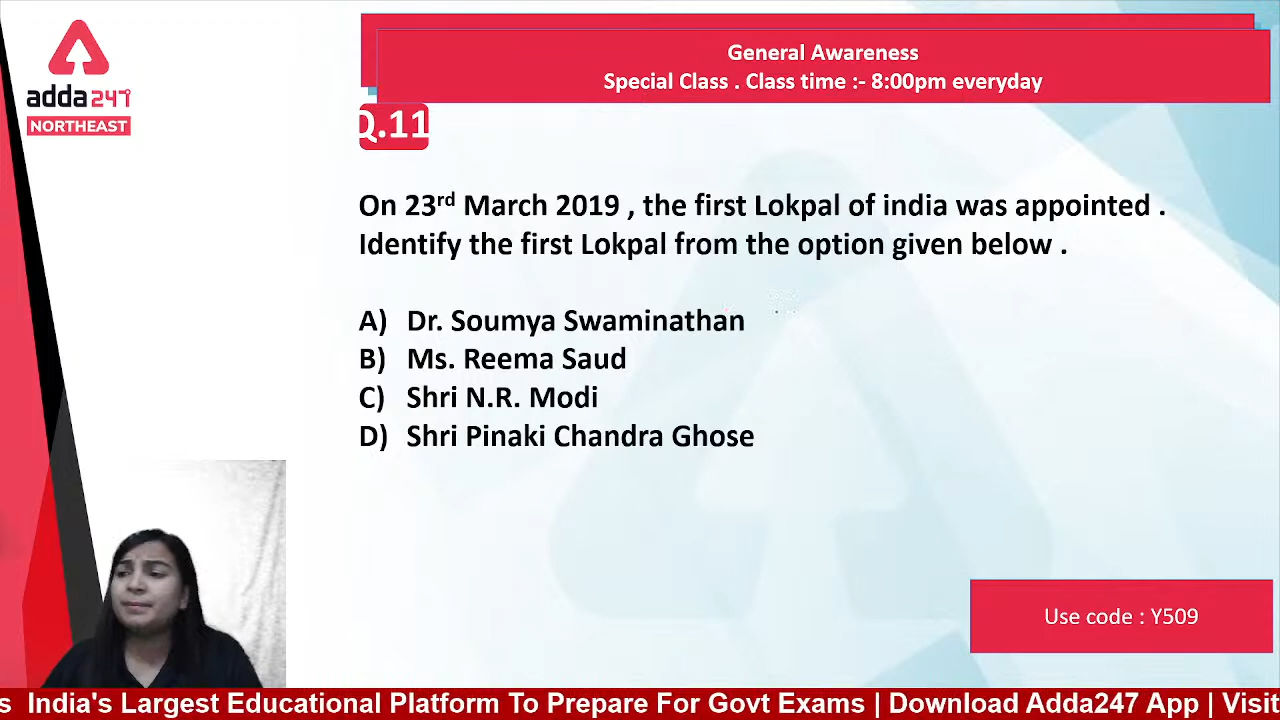 adda247
NORTHEAST
General Awareness
Special Class . Class time :- 8:00pm everyday
Q.11
On 23rd March 2019 , the first Lokpal of india was appointed .
Identify the first Lokpal from the option given below .
A) Dr. Soumya Swaminathan
B) Ms. Reema Saud
C) Shri N.R. Modi
D) Shri Pinaki Chandra Ghose
Use code : Y509
s India's Largest Educational Platform To Prepare For Govt Exams | Download Adda247 App | Visit